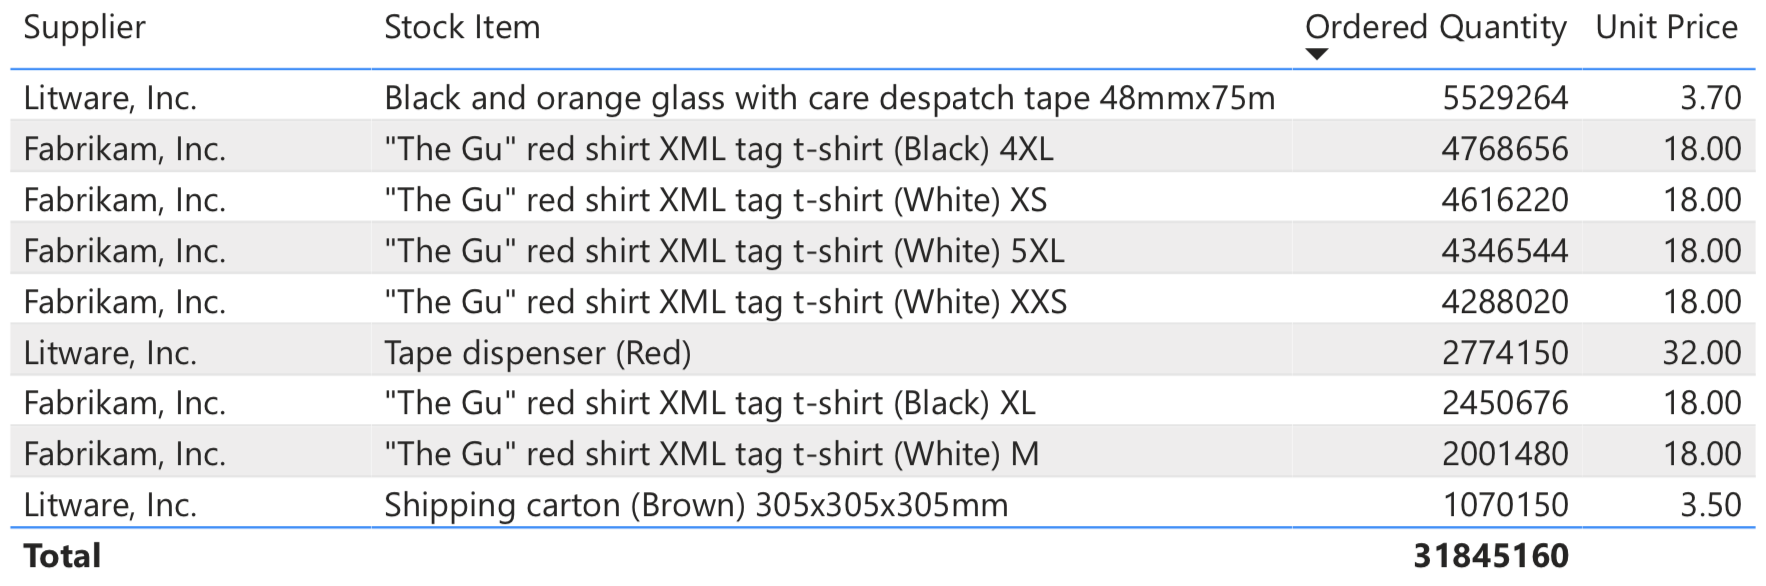 Supplier Stock Item Ordered Quantity Unit Price
Litware, Inc. Black and orange glass with care despatch tape 48mmx75m 5529264 3.70
Fabrikam, Inc. "The Gu" red shirt XML tag t-shirt (Black) 4XL 4768656 18.00
Fabrikam, Inc. "The Gu" red shirt XML tag t-shirt (White) XS 4616220 18.00
Fabrikam, Inc. "The Gu" red shirt XML tag t-shirt (White) 5XL 4346544 18.00
Fabrikam, Inc. "The Gu" red shirt XML tag t-shirt (White) XXS 4288020 18.00
Litware, Inc. Tape dispenser (Red) 2774150 32.00
Fabrikam, Inc. "The Gu" red shirt XML tag t-shirt (Black) XL 2450676 18.00
Fabrikam, Inc. "The Gu" red shirt XML tag t-shirt (White) M 2001480 18.00
Litware, Inc. Shipping carton (Brown) 305x305x305mm 1070150 3.50
Total 31845160